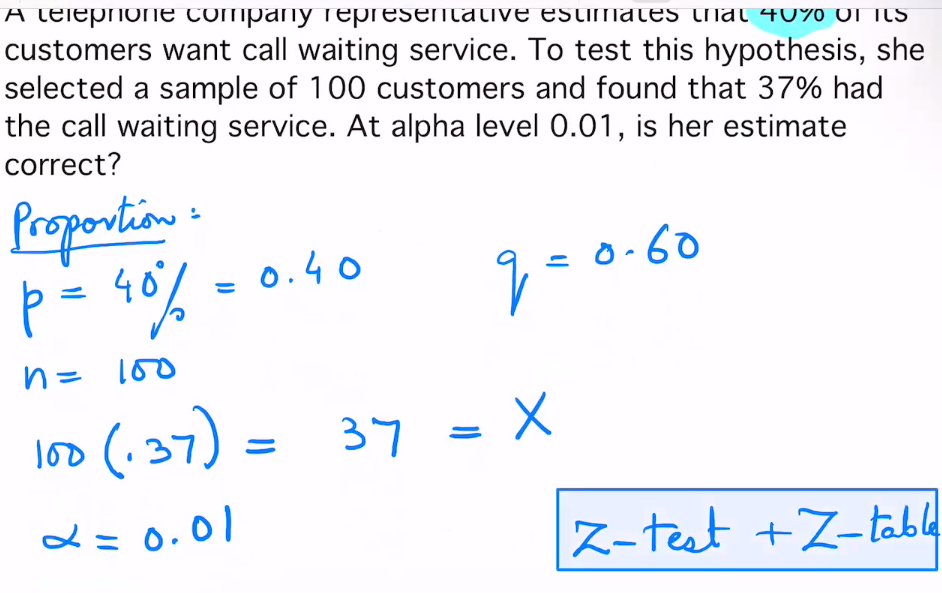 A telephone company representative estimates that 40% of its
customers want call waiting service. To test this hypothesis, she
selected a sample of 100 customers and found that 37% had
the call waiting service. At alpha level 0.01, is her estimate
correct?
Proportion:
p = 40% = 0.40 q = 0.60
n = 100
100 (.37) = 37 = X
α = 0.01
Z-test + Z-table